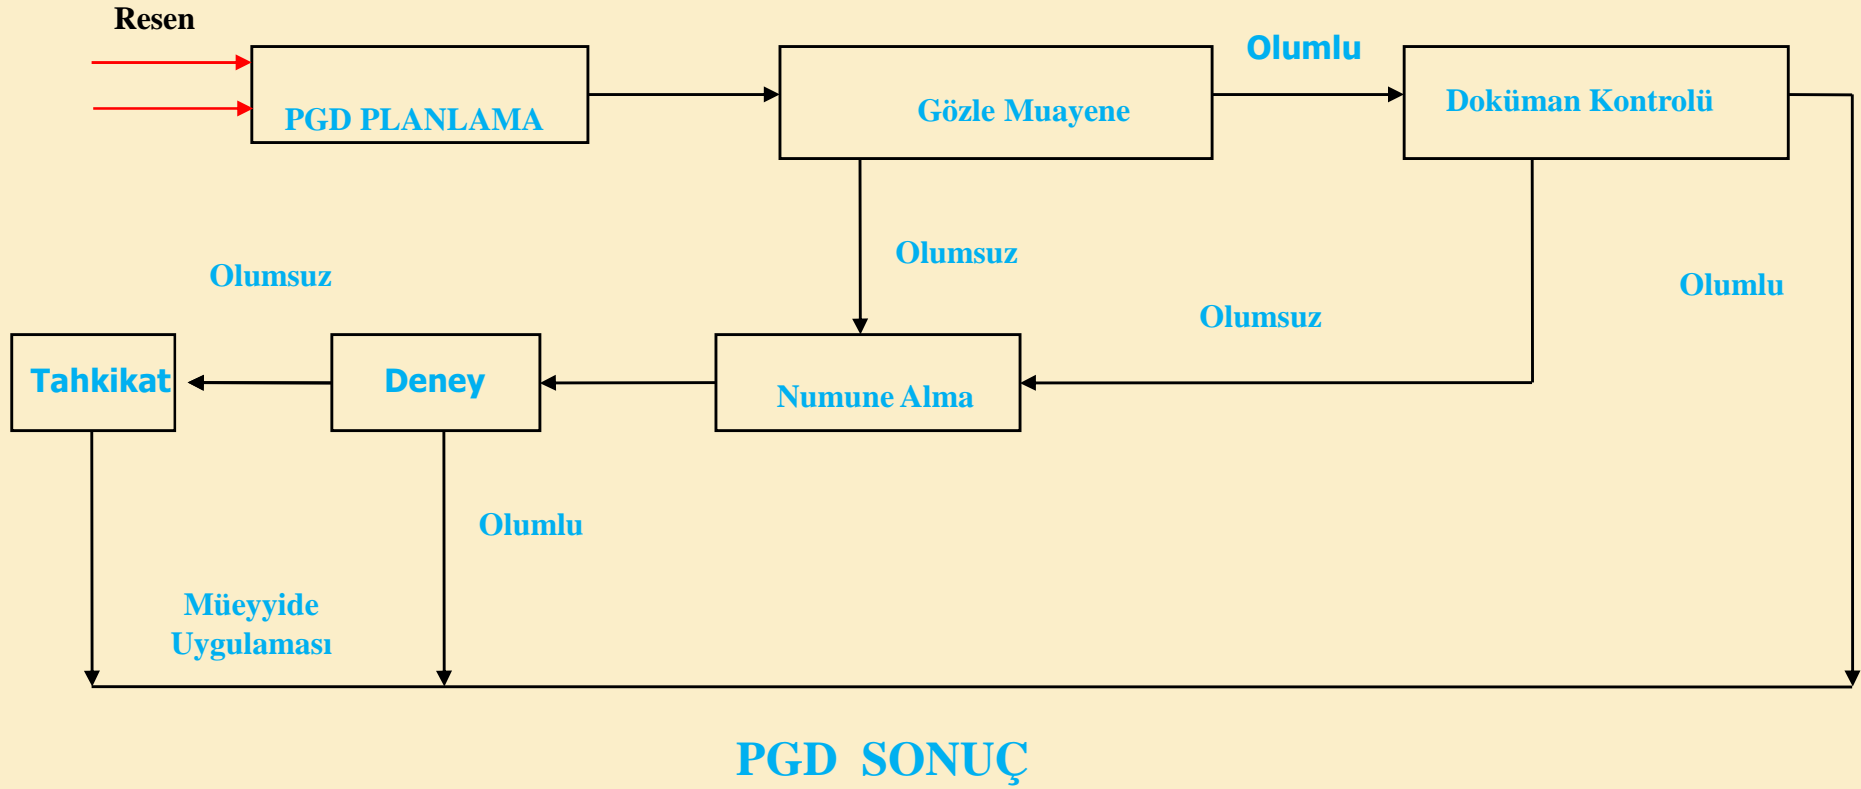 Resen
PGD PLANLAMA
Gözle Muayene
Olumlu
Doküman Kontrolü
Olumsuz
Olumsuz
Olumsuz
Olumlu
Tahkikat
Deney
Numune Alma
Olumlu
Müeyyide
Uygulaması
PGD SONUÇ